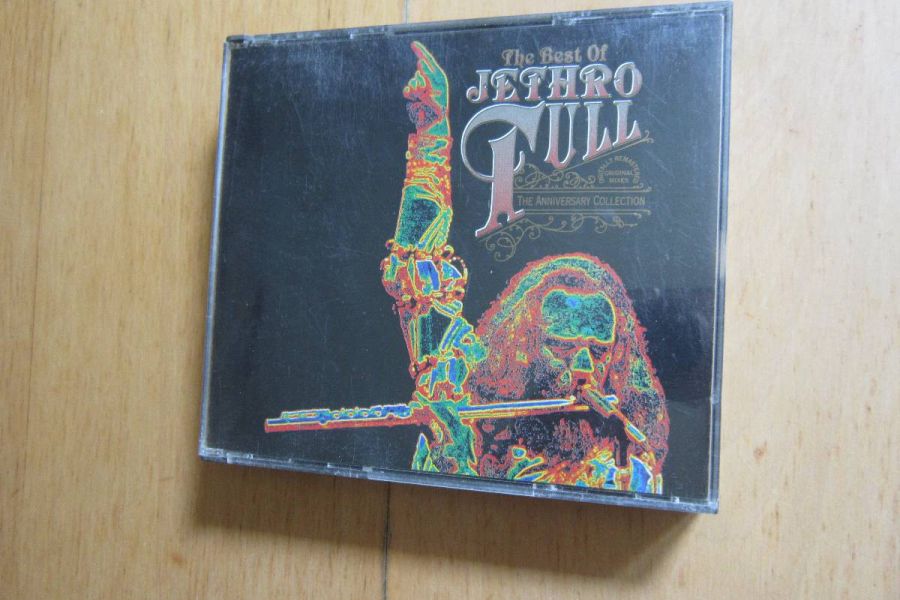 The Best Of
JETHRO
TULL
DIGITALLY REMASTERED
ORIGINAL
MIXES
THE ANNIVERSARY COLLECTION